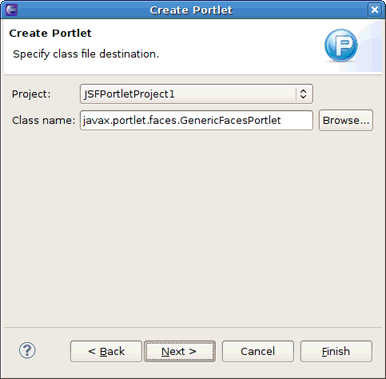 Create Portlet
Create Portlet
Specify class file destination.
P
Project: JSFPortletProject1
Class name: javax.portlet.faces.GenericFacesPortlet Browse...
? < Back Next > Cancel Finish